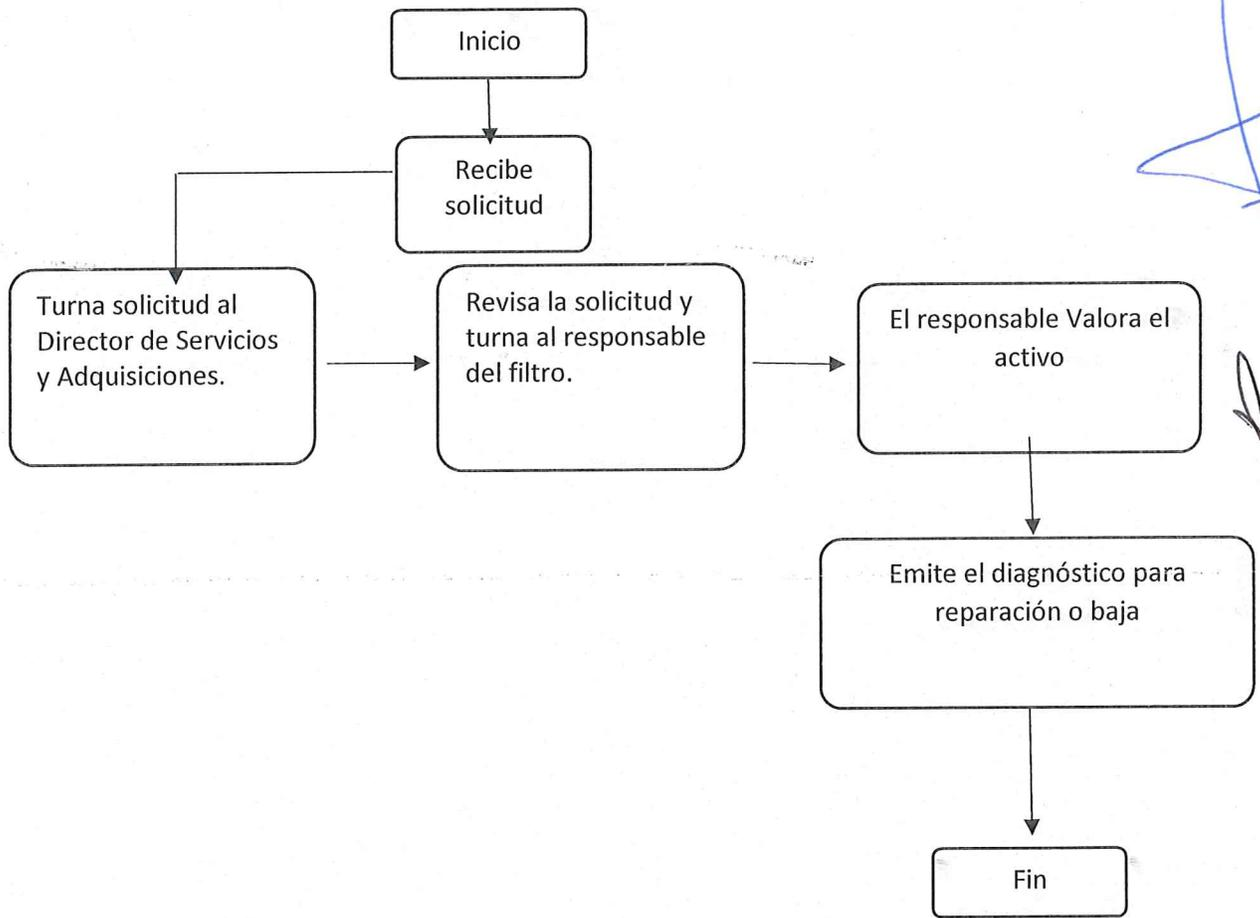 Inicio
Recibe
solicitud
Turna solicitud al
Director de Servicios
y Adquisiciones.
Revisa la solicitud y
turna al responsable
del filtro.
El responsable Valora el
activo
Emite el diagnóstico para
reparación o baja
Fin